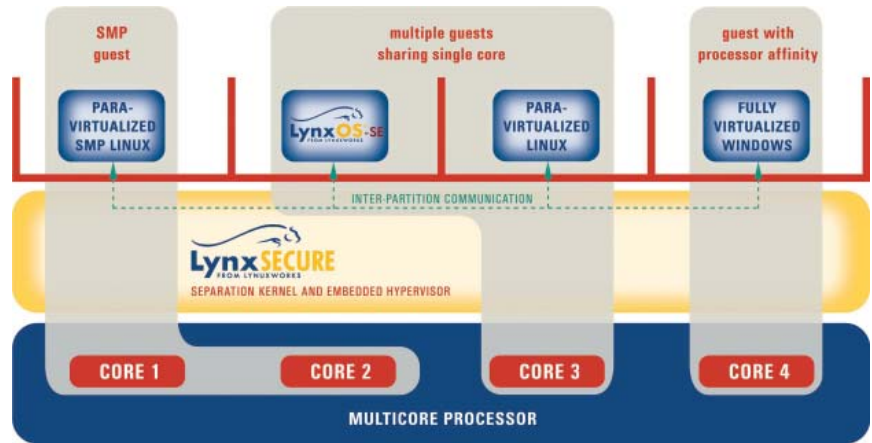 SMP
guest
multiple guests
sharing single core
guest with
processor affinity
PARA-
VIRTUALIZED
SMP LINUX
LynxOS-SE
FROM LYNUXWORKS
PARA-
VIRTUALIZED
LINUX
FULLY
VIRTUALIZED
WINDOWS
INTER-PARTITION COMMUNICATION
LynxSECURE
FROM LYNUXWORKS
SEPARATION KERNEL AND EMBEDDED HYPERVISOR
CORE 1
CORE 2
CORE 3
CORE 4
MULTICORE PROCESSOR